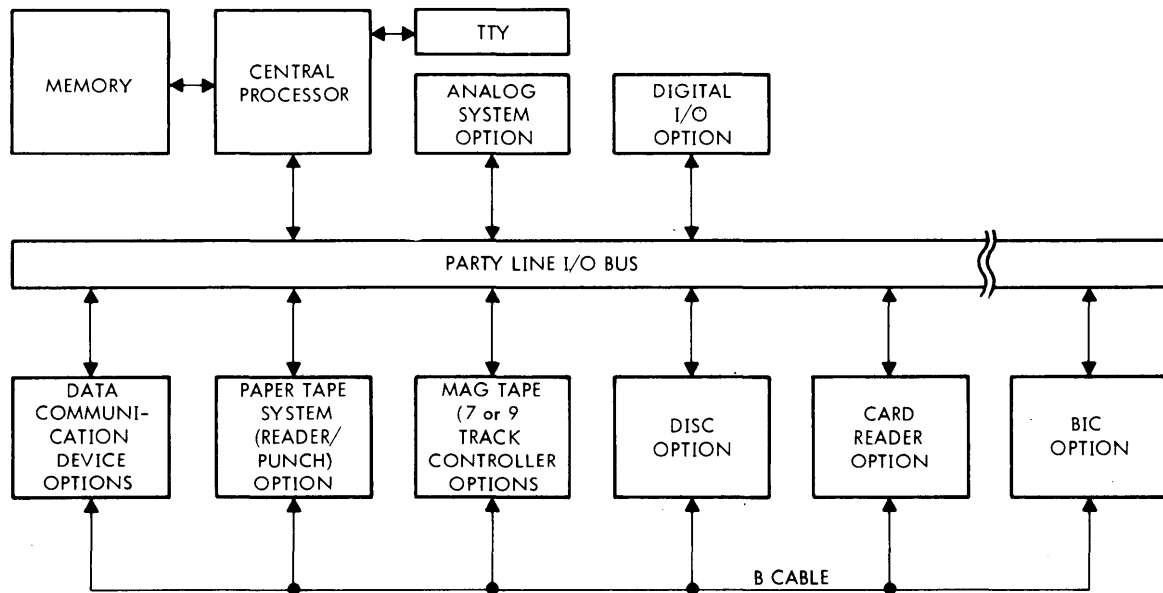 MEMORY
CENTRAL
PROCESSOR
TTY
ANALOG
SYSTEM
OPTION
DIGITAL
I/O
OPTION
PARTY LINE I/O BUS
DATA
COMMUNI-
CATION
DEVICE
OPTIONS
PAPER TAPE
SYSTEM
(READER/
PUNCH)
OPTION
MAG TAPE
(7 or 9
TRACK
CONTROLLER
OPTIONS
DISC
OPTION
CARD
READER
OPTION
BIC
OPTION
B CABLE